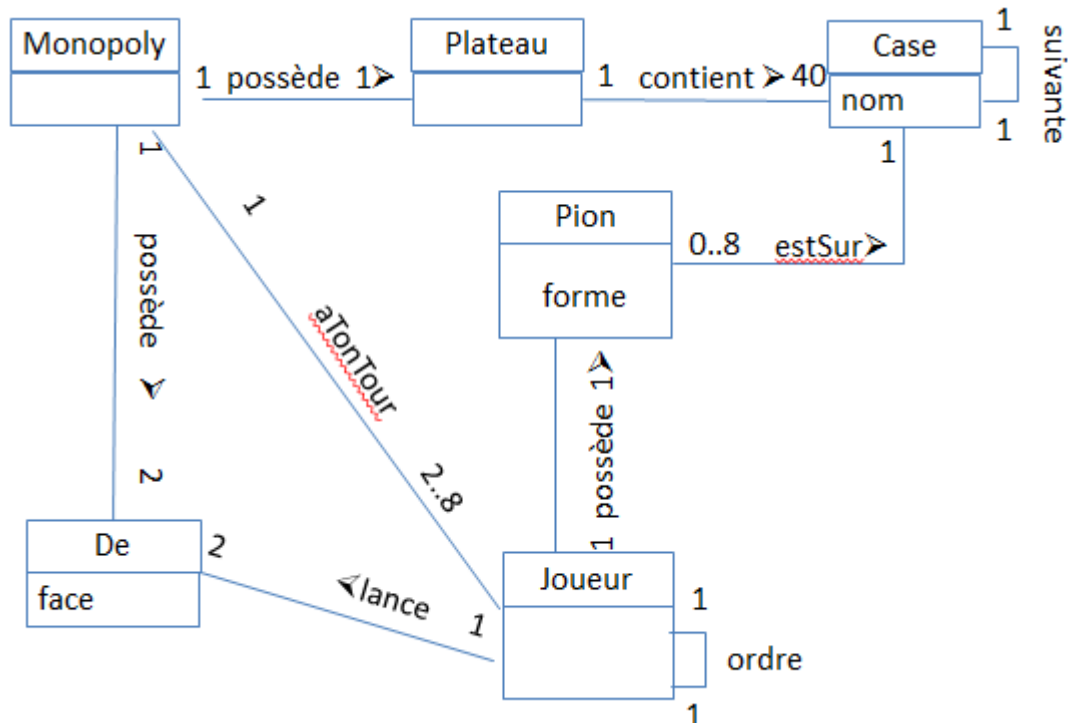 Monopoly
1 possède 1
Plateau
1 contient 40
Case
nom
1
suivante
1
1
1
possède
2
1
aTonTour
2..8
Pion
forme
0..8 estSur
1 possède 1
De
face
2
lance
1
Joueur
1
ordre
1